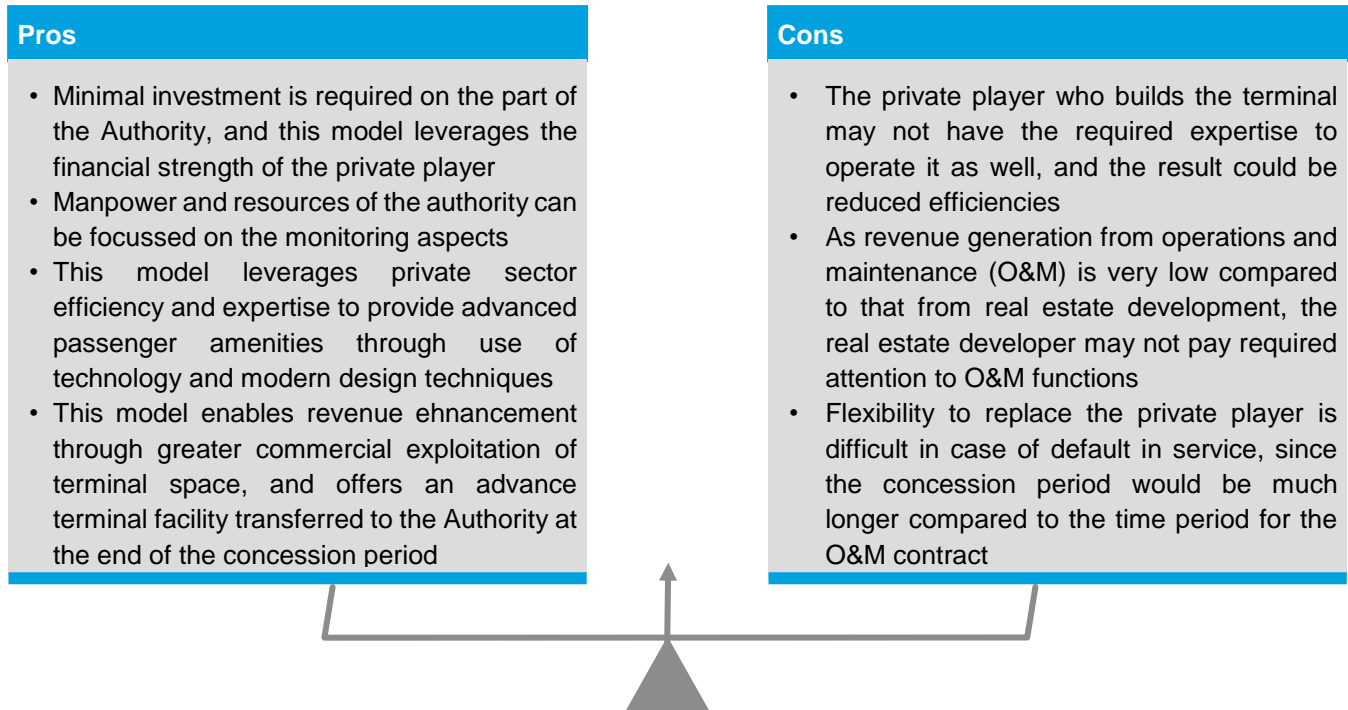 Pros
• Minimal investment is required on the part of
the Authority, and this model leverages the
financial strength of the private player
• Manpower and resources of the authority can
be focussed on the monitoring aspects
• This model leverages private sector
efficiency and expertise to provide advanced
passenger amenities through use of
technology and modern design techniques
• This model enables revenue ehnancement
through greater commercial exploitation of
terminal space, and offers an advance
terminal facility transferred to the Authority at
the end of the concession period
Cons
• The private player who builds the terminal
may not have the required expertise to
operate it as well, and the result could be
reduced efficiencies
• As revenue generation from operations and
maintenance (O&M) is very low compared
to that from real estate development, the
real estate developer may not pay required
attention to O&M functions
• Flexibility to replace the private player is
difficult in case of default in service, since
the concession period would be much
longer compared to the time period for the
O&M contract